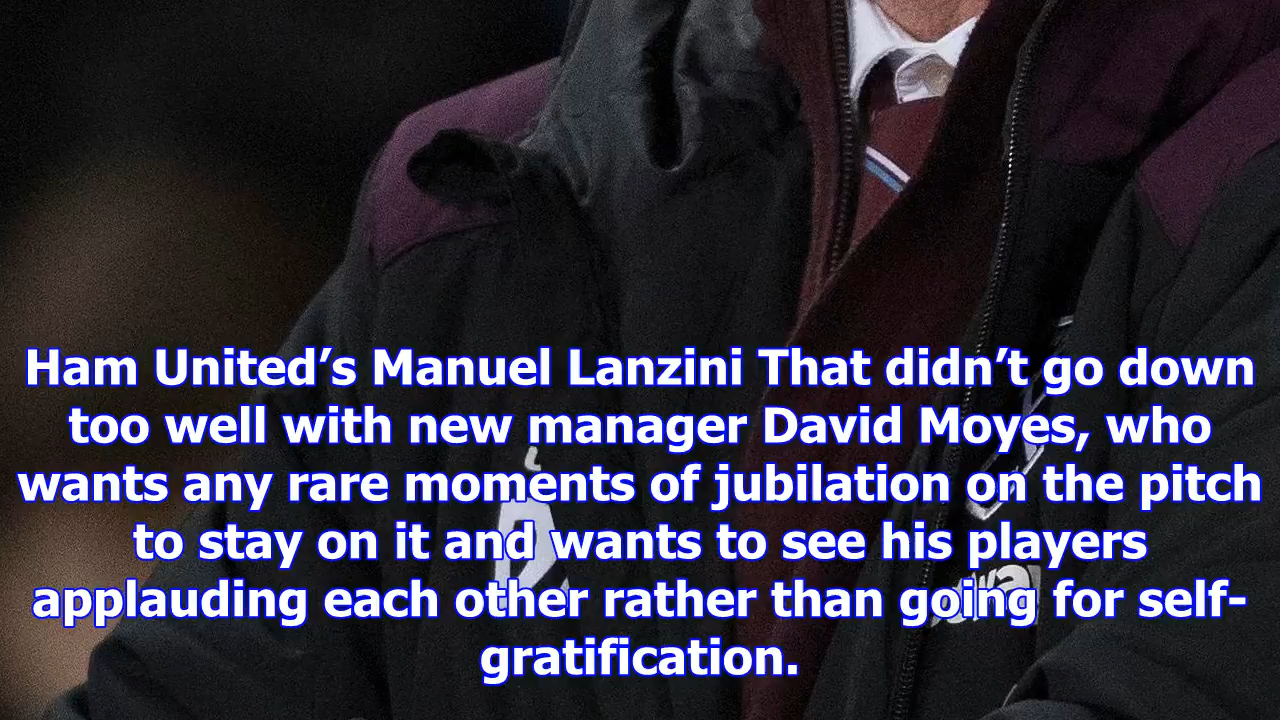 Ham United’s Manuel Lanzini That didn’t go down
too well with new manager David Moyes, who
wants any rare moments of jubilation on the pitch
to stay on it and wants to see his players
applauding each other rather than going for self-
gratification.